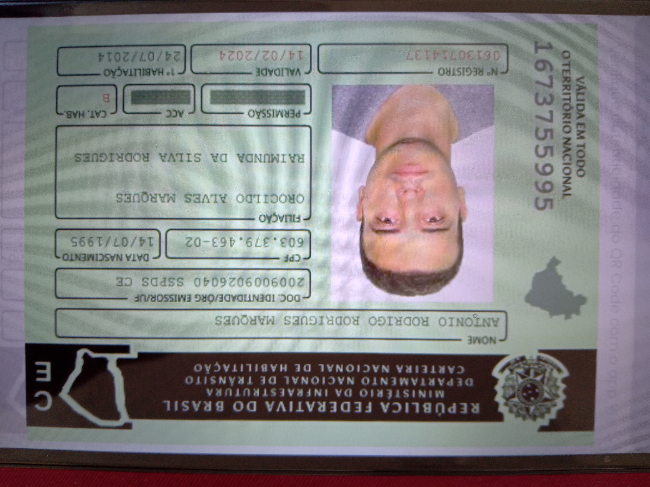 REPÚBLICA FEDERATIVA DO BRASIL
MINISTÉRIO DA INFRAESTRUTURA
DEPARTAMENTO NACIONAL DE TRÂNSITO
CARTEIRA NACIONAL DE HABILITAÇÃO
CE
NOME
ANTONIO RODRIGO RODRIGUES MARQUES
DOC. IDENTIDADE/ÓRG EMISSOR/UF
2009009026040 SSPDS CE
CPF
603.379.463-02
DATA NASCIMENTO
14/07/1995
FILIAÇÃO
OROCILDO ALVES MARQUES
RAIMUNDA DA SILVA RODRIGUES
PERMISSÃO
ACC
CAT. HAB.
B
Nº REGISTRO
06130714137
VALIDADE
14/02/2024
1ª HABILITAÇÃO
24/07/2014
VÁLIDA EM TODO
O TERRITÓRIO NACIONAL
1673755995